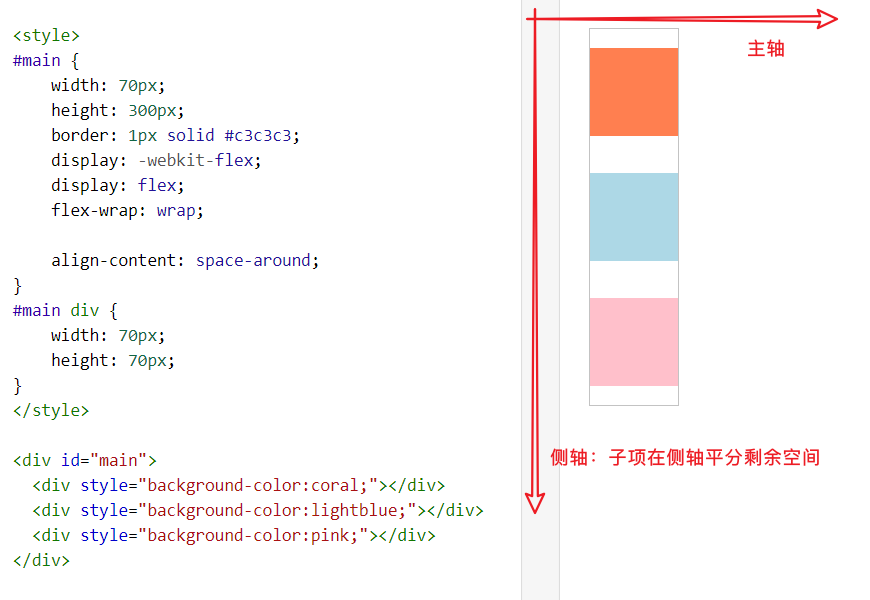 <style>
#main {
    width: 70px;
    height: 300px;
    border: 1px solid #c3c3c3;
    display: -webkit-flex;
    display: flex;
    flex-wrap: wrap;

    align-content: space-around;
}
#main div {
    width: 70px;
    height: 70px;
}
</style>

<div id="main">
  <div style="background-color:coral;"></div>
  <div style="background-color:lightblue;"></div>
  <div style="background-color:pink;"></div>
</div>
主轴
侧轴：子项在侧轴平分剩余空间